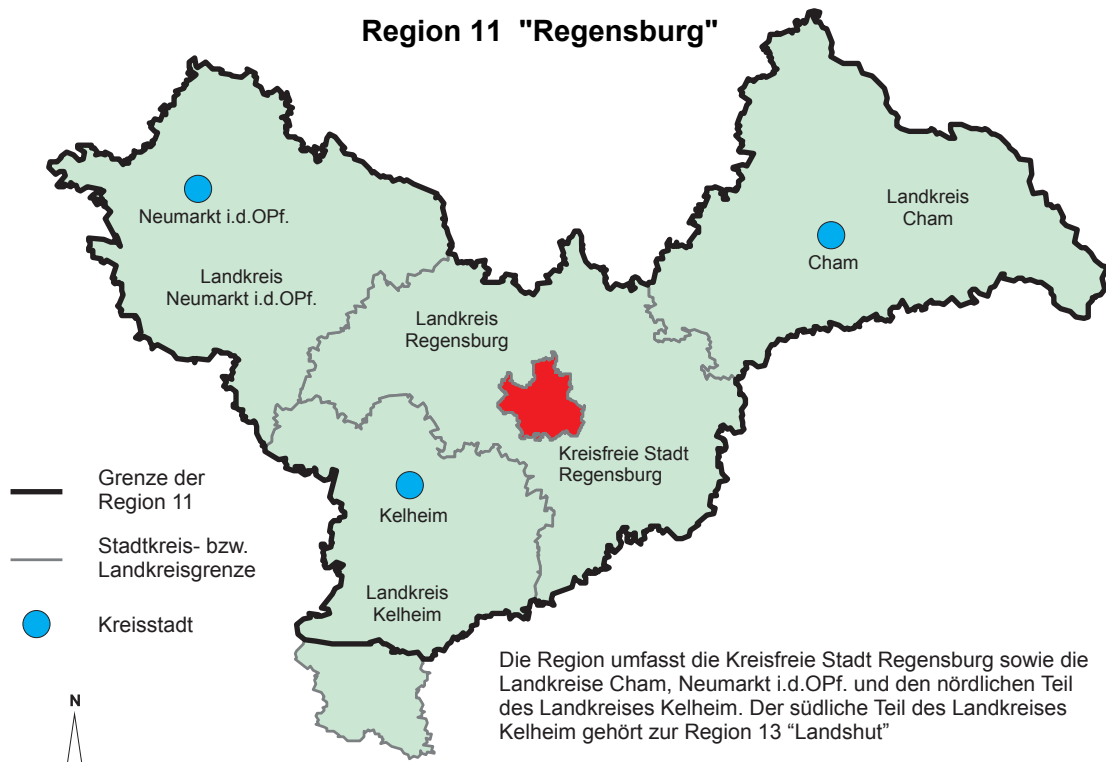 Region 11 "Regensburg"
Neumarkt i.d.OPf.
Landkreis
Neumarkt i.d.OPf.
Landkreis
Cham
Cham
Landkreis
Regensburg
Kreisfreie Stadt
Regensburg
Kelheim
Landkreis
Kelheim
Grenze der
Region 11
Stadtkreis- bzw.
Landkreisgrenze
Kreisstadt
N
Die Region umfasst die Kreisfreie Stadt Regensburg sowie die
Landkreise Cham, Neumarkt i.d.OPf. und den nördlichen Teil
des Landkreises Kelheim. Der südliche Teil des Landkreises
Kelheim gehört zur Region 13 “Landshut”